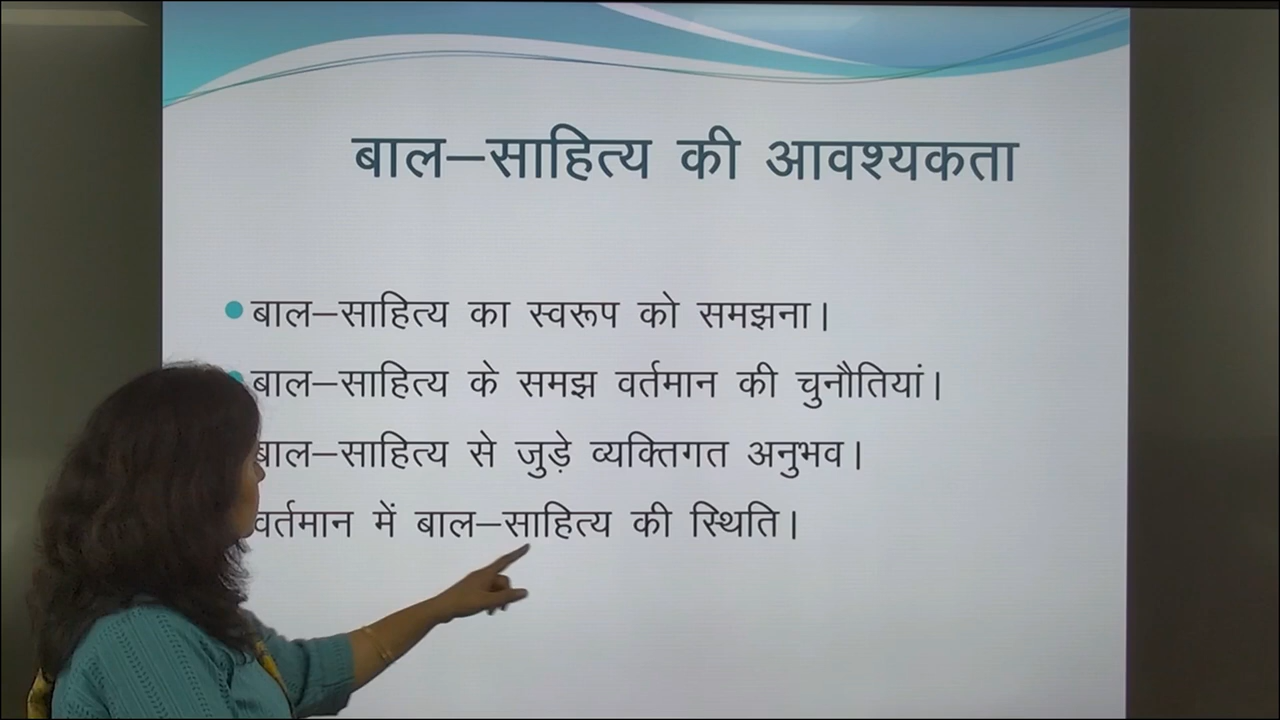 बाल–साहित्य की आवश्यकता
बाल–साहित्य का स्वरूप को समझना।
बाल–साहित्य के समझ वर्तमान की चुनौतियां।
बाल–साहित्य से जुड़े व्यक्तिगत अनुभव।
वर्तमान में बाल–साहित्य की स्थिति।